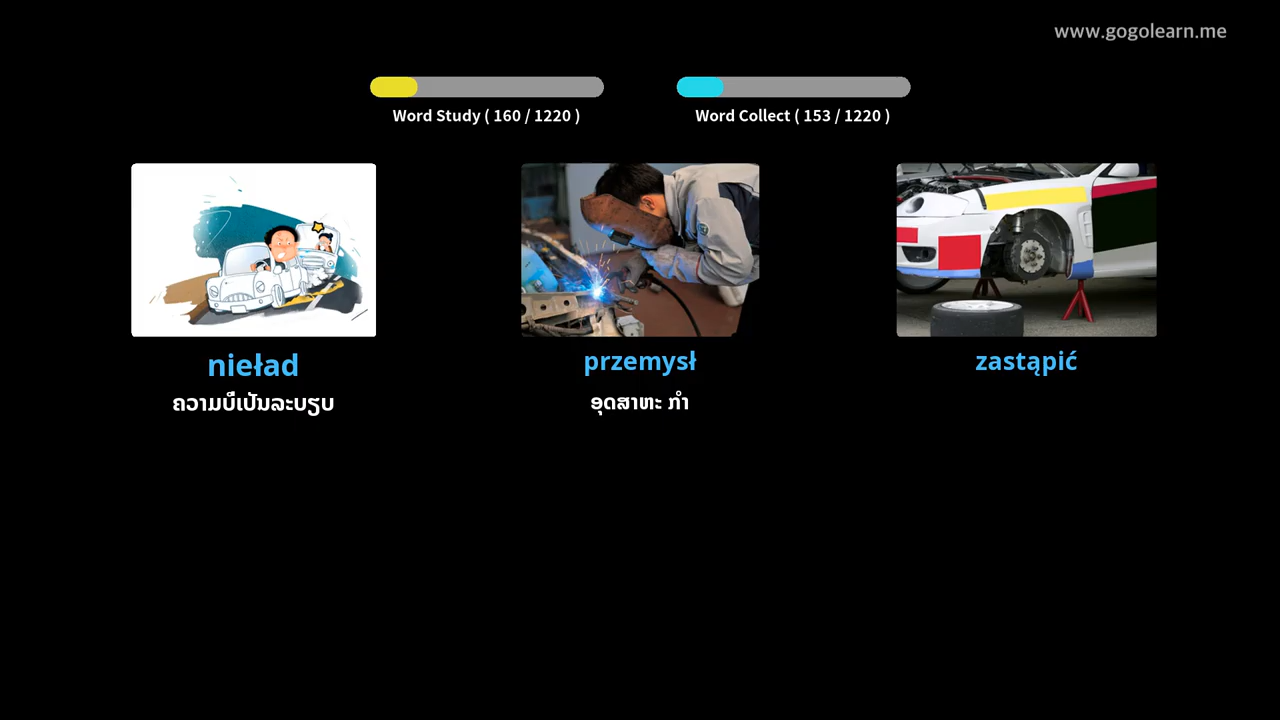 www.gogolearn.me
Word Study ( 160 / 1220 )
Word Collect ( 153 / 1220 )
nieład
przemysł
zastąpić
ຄວາມບໍ່ເປັນລະບຽບ
ອຸດສາຫະ ກຳ